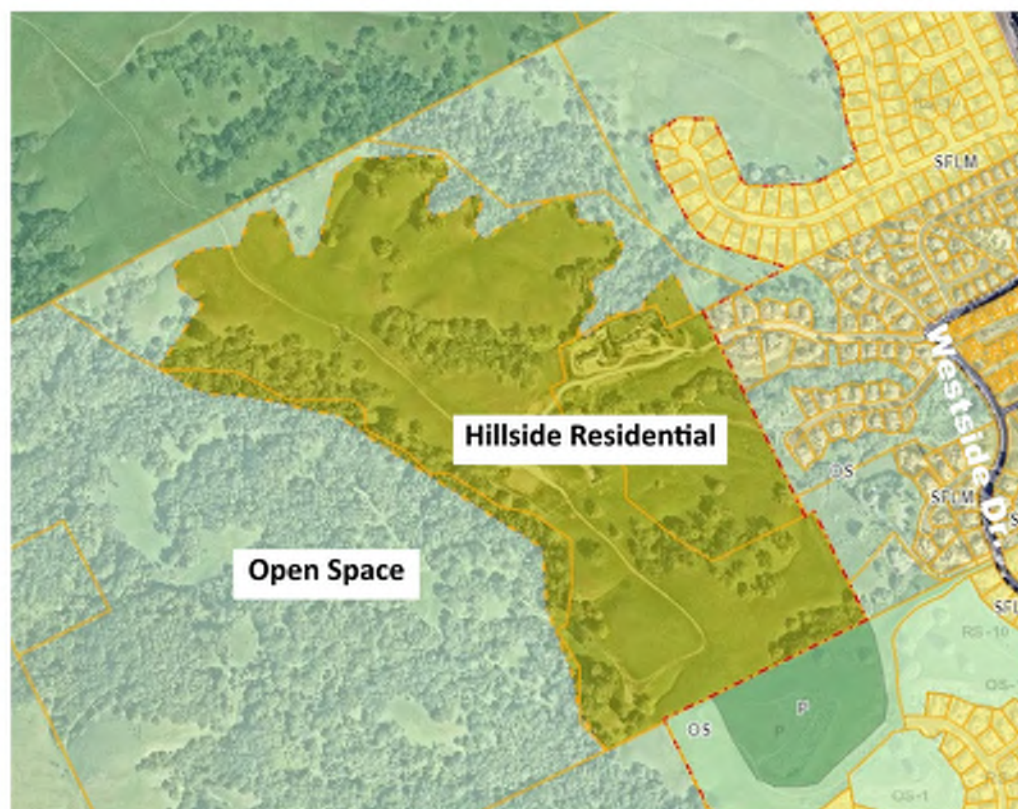 SFLM
Westside Dr.
Hillside Residential
OS
SFLM
Open Space
RS-10
P
OS
P
OS-1